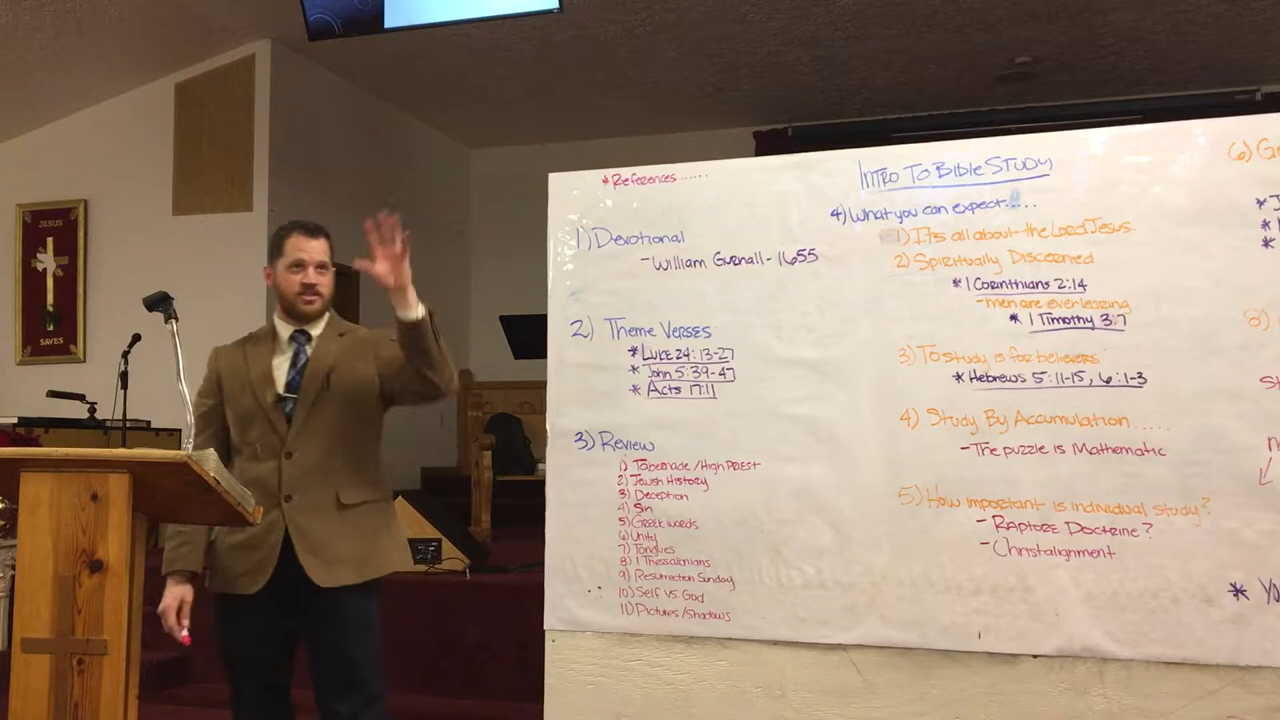 JESUS
SAVES
*References......
1) Devotional
-William Gurnall-1655
2) Theme Verses
* Luke 24:13-27
* John 5:39-47
* Acts 17:11
3) Review
1) Tabernacle/High Priest
2) Jewish History
3) Deception
4) Sin
5) Greek words
6) Unity
7) Tongues
8) 1 Thessalonians
9) Resurrection Sunday
10) Self vs. God
11) Pictures/Shadows
Intro To Bible Study
4) What you can expect.....
1) Its all about the Lord Jesus.
2) Spiritually Discerned
* 1 Corinthians 2:14
-men are ever learning
* 1 Timothy 3:7
3) To study is for believers
* Hebrews 5:11-15, 6:1-3
4) Study By Accumulation.....
-The puzzle is Mathematic
5) How important is individual study?
- Rapture Doctrine?
- Christalignment
6)
*
*
*
8)
*